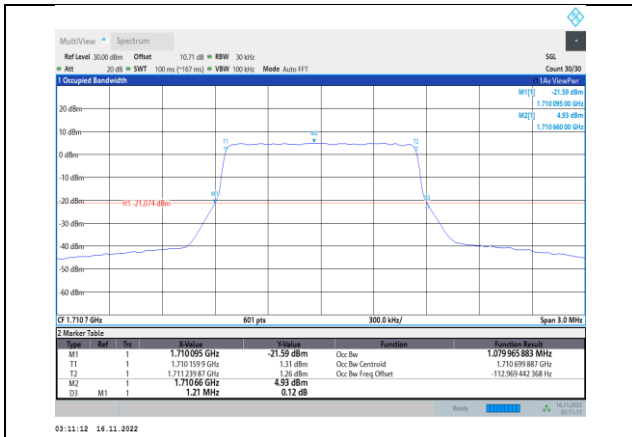 MultiView Spectrum
Ref Level 30.00 dBm Offset 10.71 dB RBW 30 kHz SGL
Att 20 dB SWT 100 ms (~167 ms) VBW 100 kHz Mode Auto FFT Count 30/30
1 Occupied Bandwidth 1Av ViewPwr
M1[1] -21.59 dBm
1.710 095 00 GHz
M2[1] 4.93 dBm
1.710 660 00 GHz
20 dBm
10 dBm
T1 M2 T2
0 dBm
-10 dBm
M1 D3
-20 dBm
H1 -21.074 dBm
-30 dBm
-40 dBm
-50 dBm
-60 dBm
CF 1.710 7 GHz 601 pts 300.0 kHz/ Span 3.0 MHz
2 Marker Table
Type Ref Trc X-Value Y-Value Function Function Result
M1 1 1.710 095 GHz -21.59 dBm Occ Bw 1.079 965 883 MHz
T1 1 1.710 159 9 GHz 1.31 dBm Occ Bw Centroid 1.710 699 887 GHz
T2 1 1.711 239 87 GHz 1.26 dBm Occ Bw Freq Offset -112.969 442 368 Hz
M2 1 1.710 66 GHz 4.93 dBm
D3 M1 1 1.21 MHz 0.12 dB
Ready 16.11.2022
03:11:11
03:11:12 16.11.2022